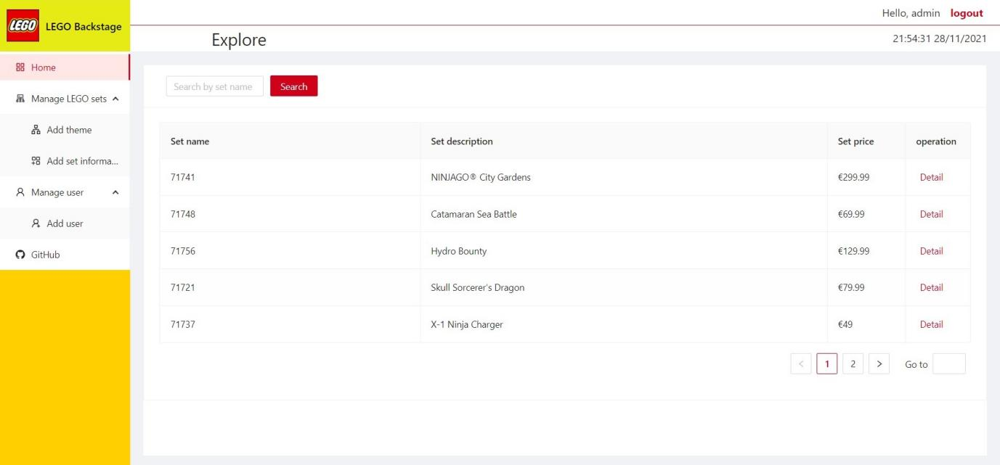 LEGO LEGO Backstage
Hello, admin logout
Explore
21:54:31 28/11/2021
Home
Manage LEGO sets
Add theme
Add set informa...
Manage user
Add user
GitHub
Search by set name Search
Set name Set description Set price operation
71741 NINJAGO® City Gardens €299.99 Detail
71748 Catamaran Sea Battle €69.99 Detail
71756 Hydro Bounty €129.99 Detail
71721 Skull Sorcerer's Dragon €79.99 Detail
71737 X-1 Ninja Charger €49 Detail
< 1 2 > Go to